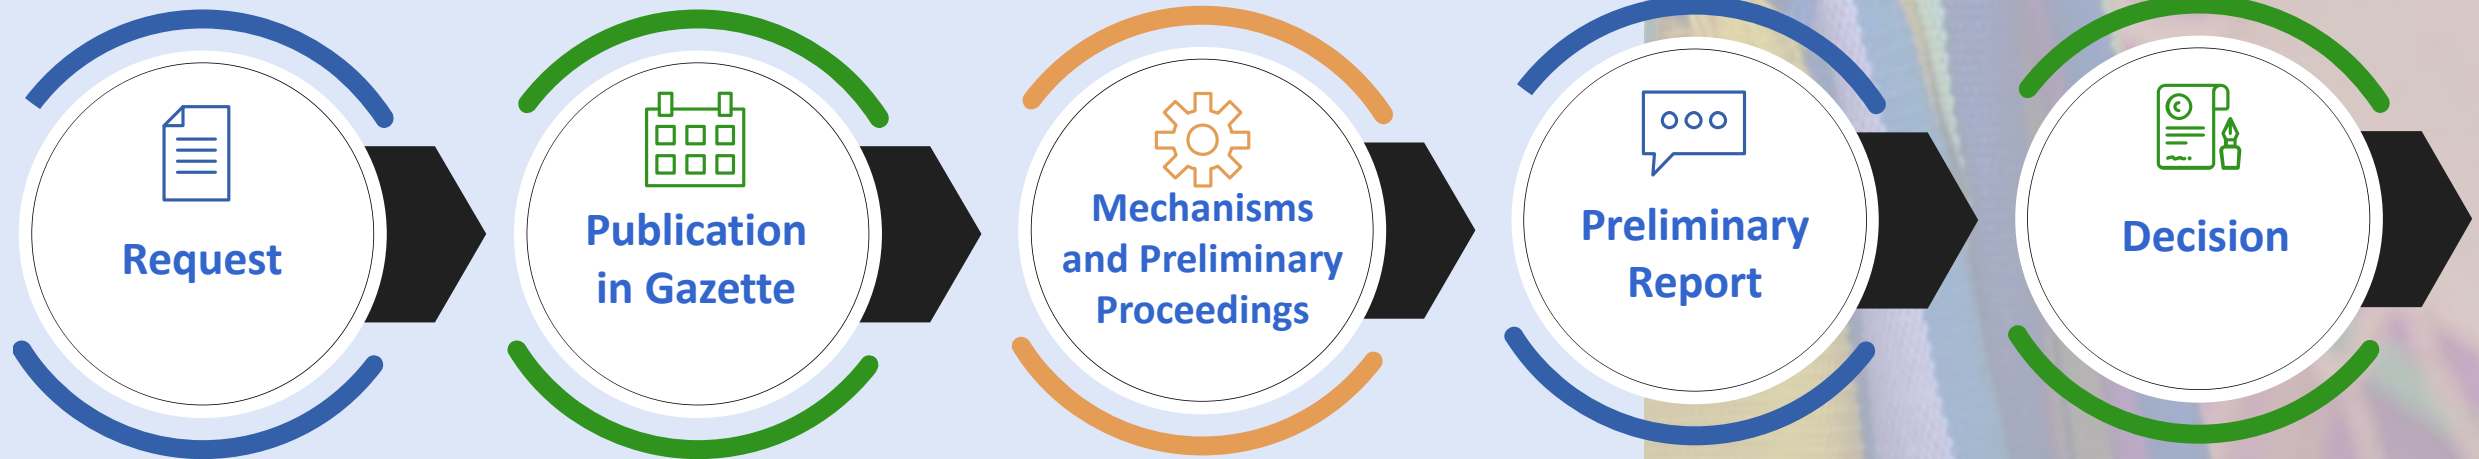 Request
Publication
in Gazette
Mechanisms
and Preliminary
Proceedings
Preliminary
Report
Decision